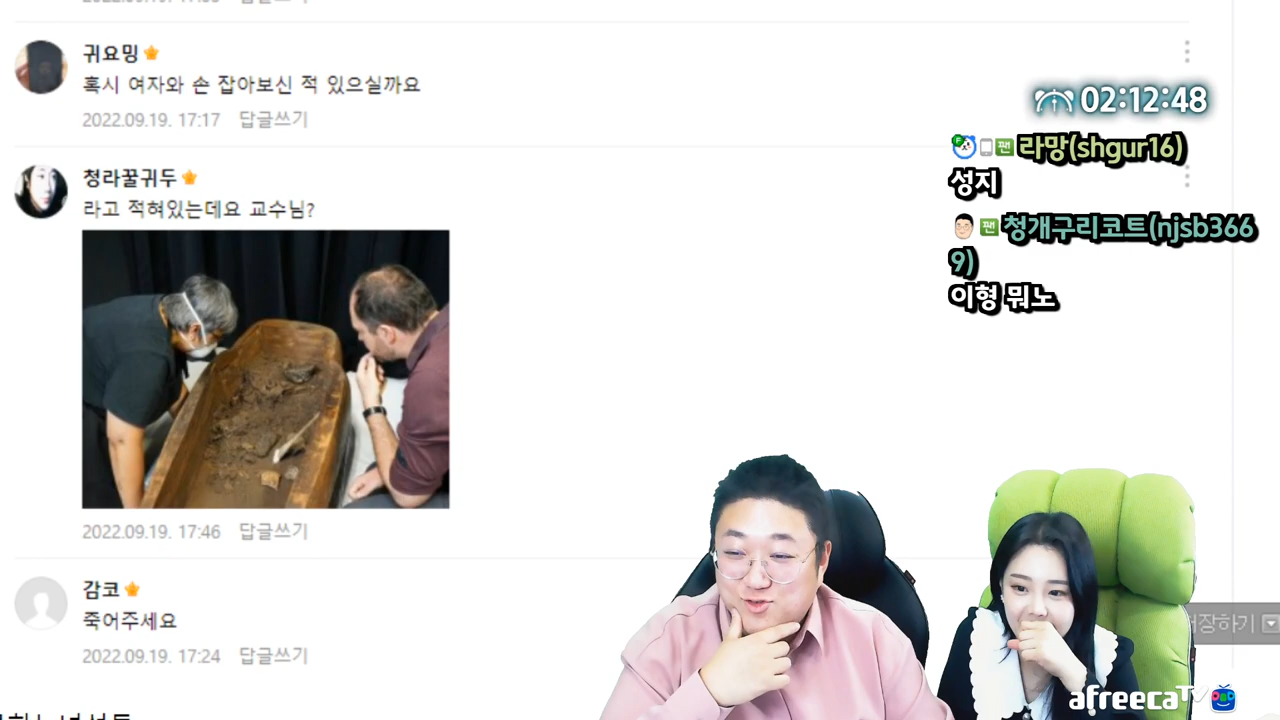 귀요밍
혹시 여자와 손 잡아보신 적 있으실까요
2022.09.19. 17:17 답글쓰기
청라꿀귀두
라고 적혀있는데요 교수님?
2022.09.19. 17:46 답글쓰기
감코
죽어주세요
2022.09.19. 17:24 답글쓰기
02:12:48
라망(shgur16)
성지
청개구리코트(njsb366
9)
이형 뭐노
afreecaTV